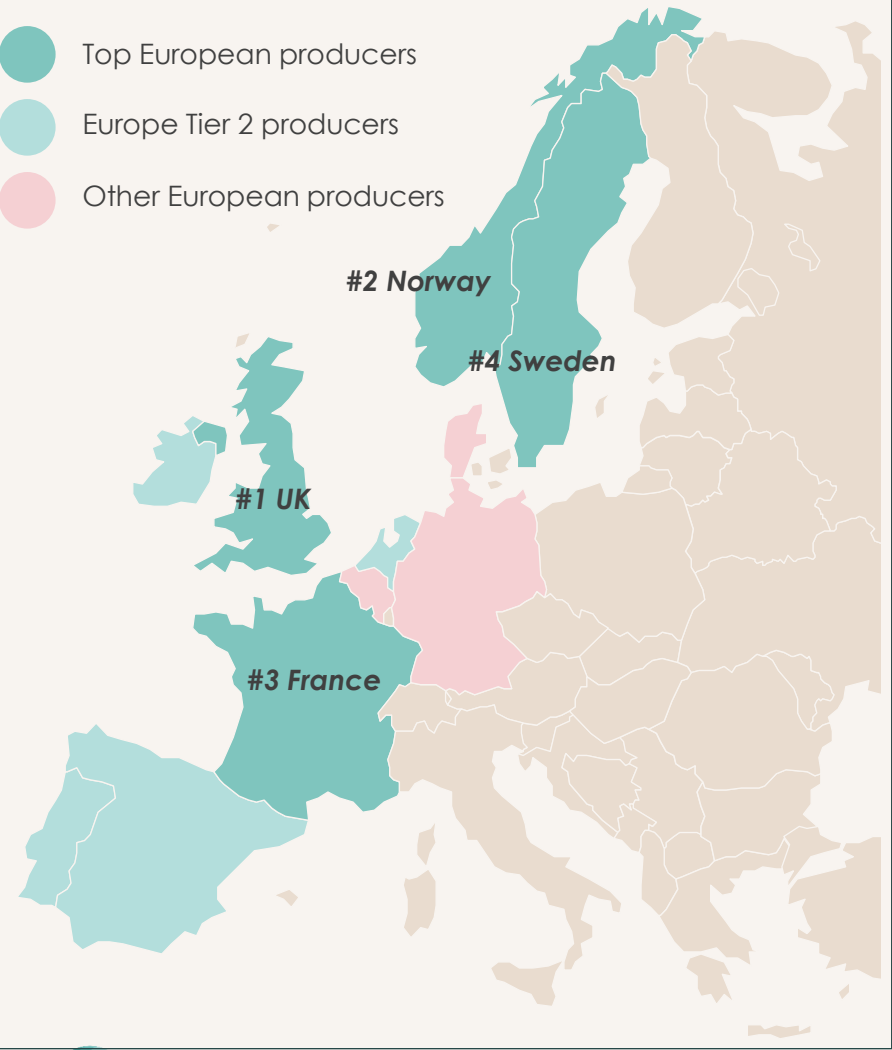 Top European producers
Europe Tier 2 producers
Other European producers
#2 Norway
#4 Sweden
#1 UK
#3 France